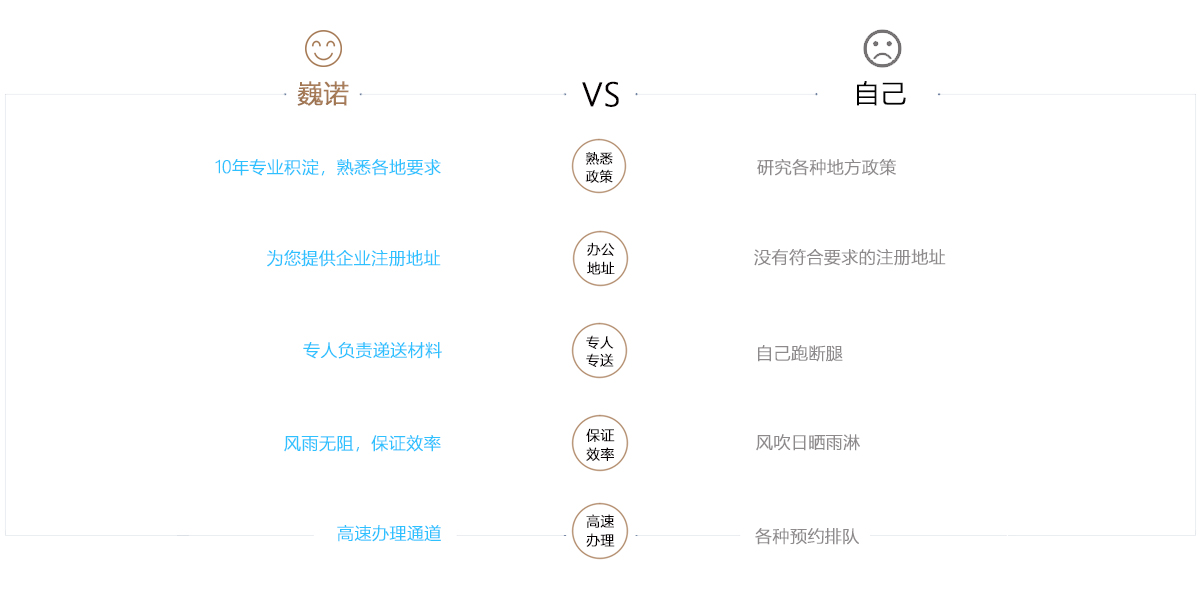 巍诺
VS
自己
10年专业积淀，熟悉各地要求
熟悉
政策
研究各种地方政策
为您提供企业注册地址
办公
地址
没有符合要求的注册地址
专人负责递送材料
专人
专送
自己跑断腿
风雨无阻，保证效率
保证
效率
风吹日晒雨淋
高速办理通道
高速
办理
各种预约排队